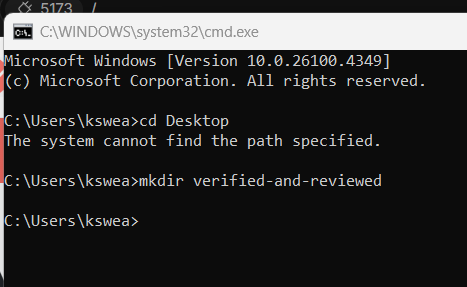 5173 /
C:\WINDOWS\system32\cmd.exe
Microsoft Windows [Version 10.0.26100.4349]
(c) Microsoft Corporation. All rights reserved.
C:\Users\kswea>cd Desktop
The system cannot find the path specified.
C:\Users\kswea>mkdir verified-and-reviewed
C:\Users\kswea>